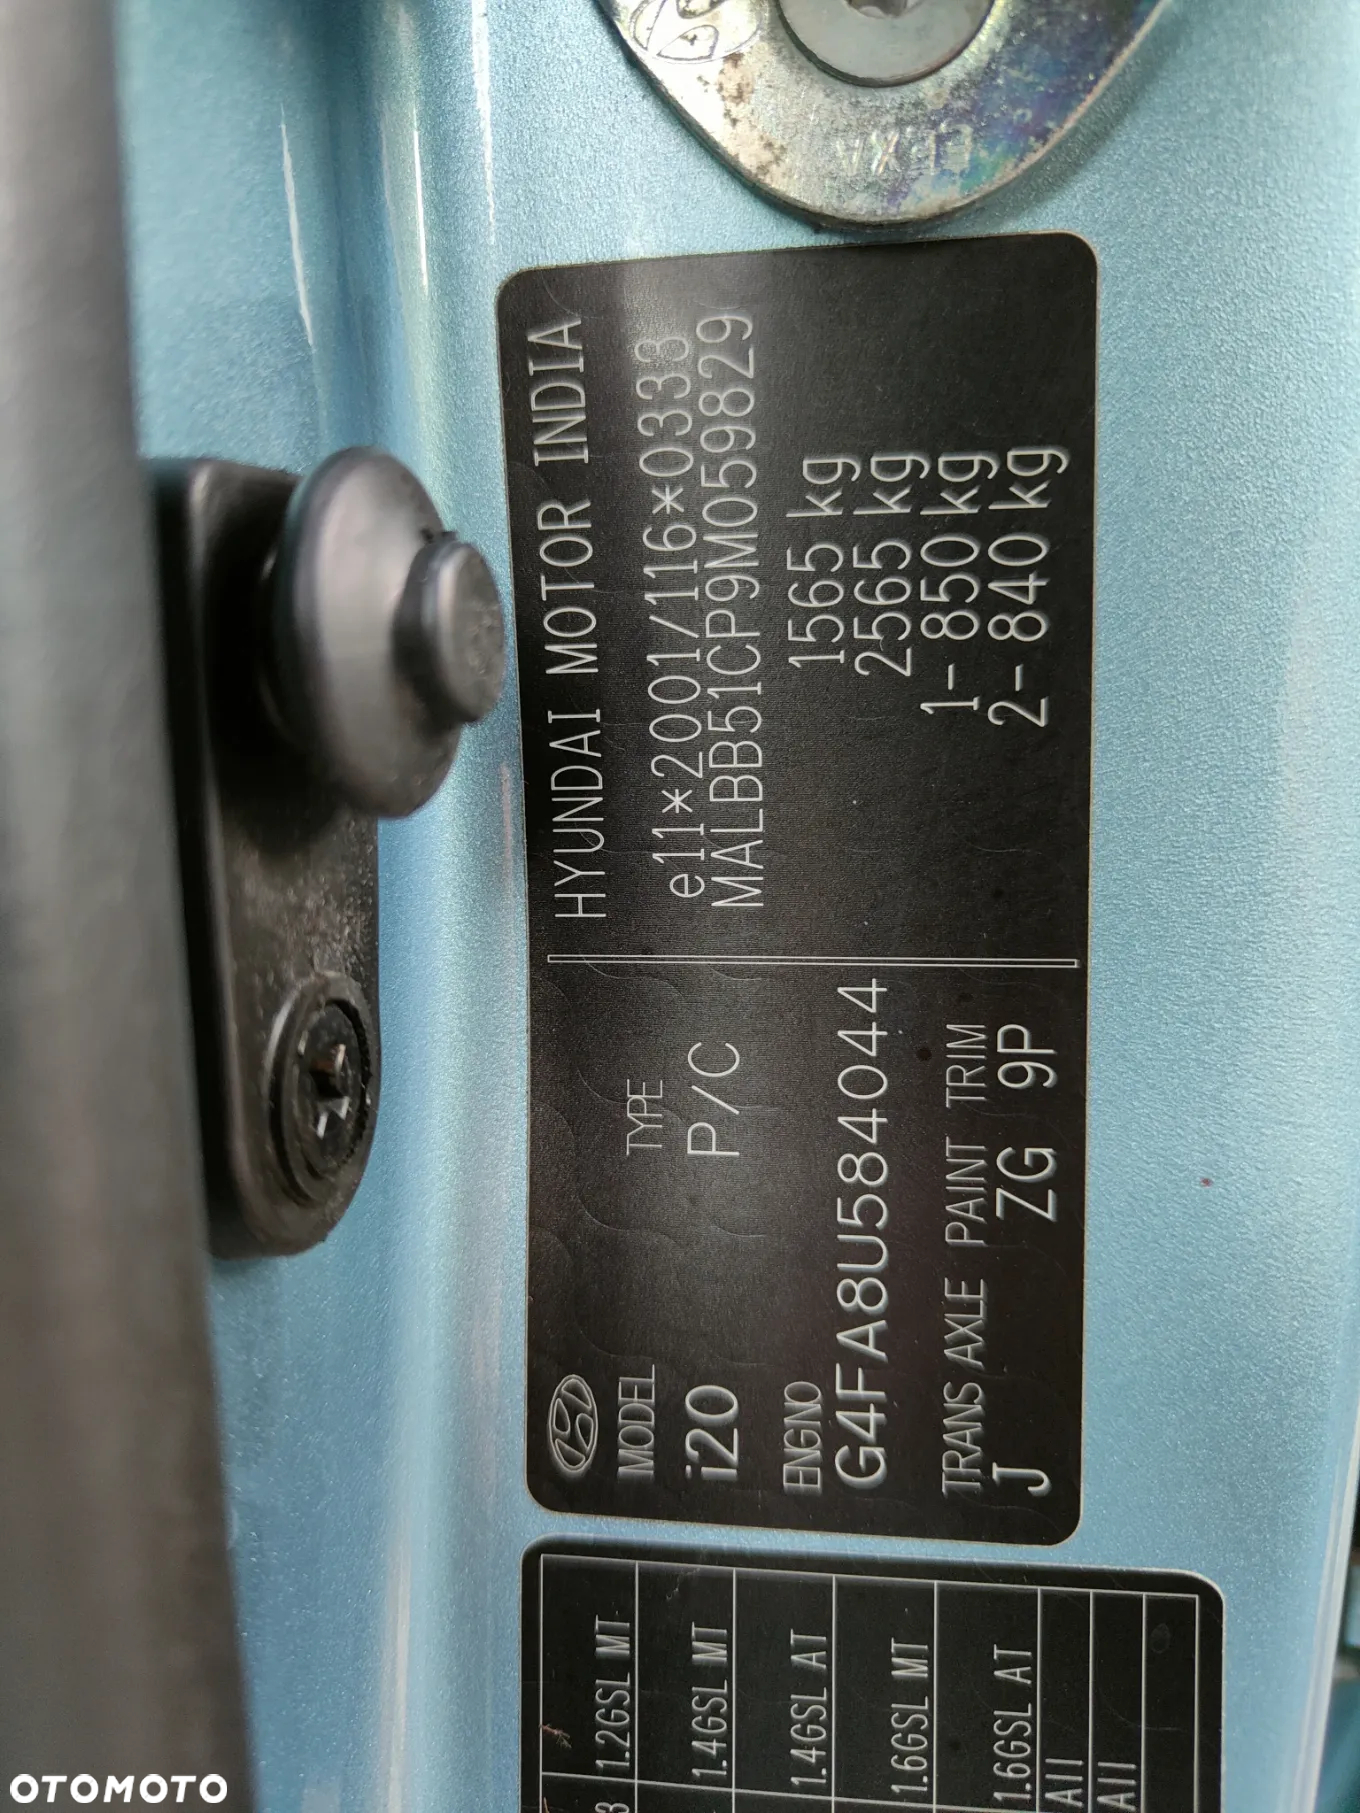 HYUNDAI MOTOR INDIA
MODEL TYPE e11*2001/116*0333
i20 P/C MALBB51CP9M059829
ENGNO 1565 kg
G4FA8U584044 2565 kg
1- 850 kg
TRANS AXLE PAINT TRIM 2- 840 kg
J ZG 9P
1.2GSL MT
1.4GSL MT
1.4GSL AT
1.6GSL MT
1.6GSL AT
OTOMOTO